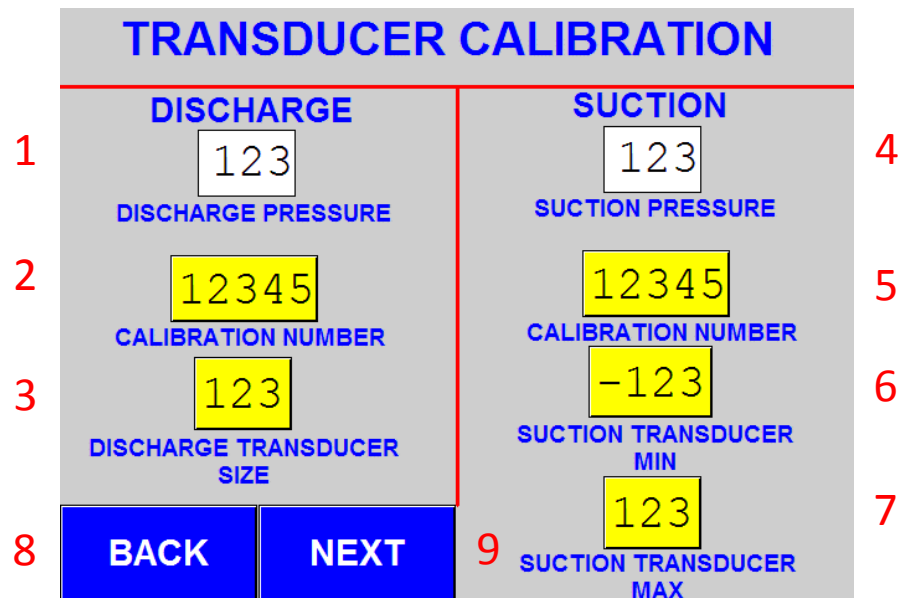 TRANSDUCER CALIBRATION
DISCHARGE
1
123
DISCHARGE PRESSURE
2
12345
CALIBRATION NUMBER
3
123
DISCHARGE TRANSDUCER
SIZE
8
BACK
NEXT
9
SUCTION
123
4
SUCTION PRESSURE
12345
5
CALIBRATION NUMBER
-123
6
SUCTION TRANSDUCER
MIN
123
7
SUCTION TRANSDUCER
MAX